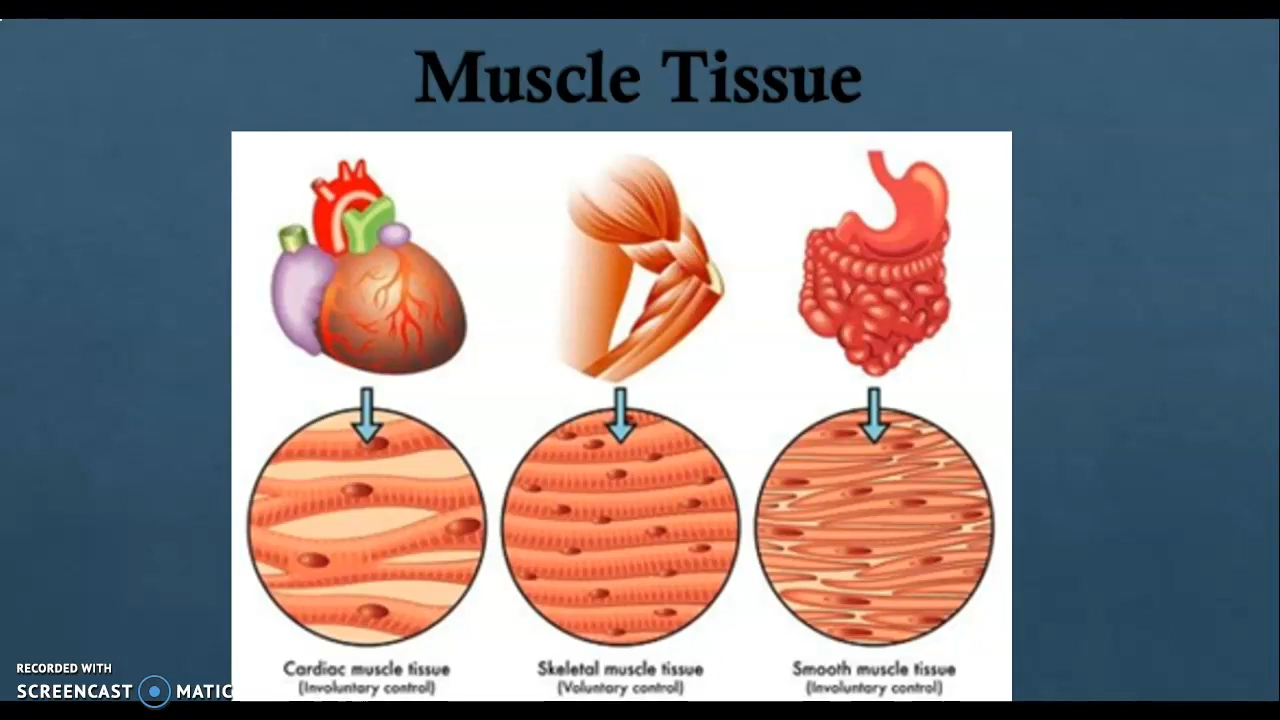 Muscle Tissue
Cardiac muscle tissue
(Involuntary control)
Skeletal muscle tissue
(Voluntary control)
Smooth muscle tissue
(Involuntary control)
RECORDED WITH
SCREENCAST MATIC